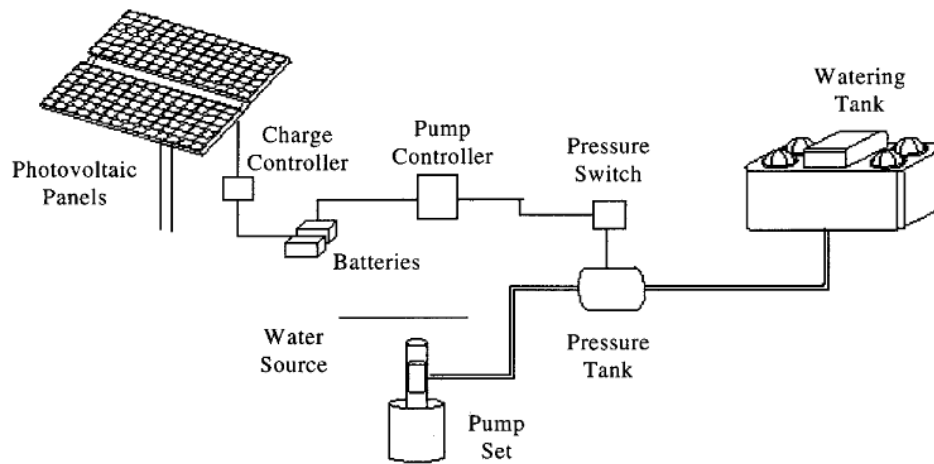 Watering
Tank
Pump
Controller
Charge
Controller
Pressure
Switch
Photovoltaic
Panels
Batteries
Water
Source
Pressure
Tank
Pump
Set